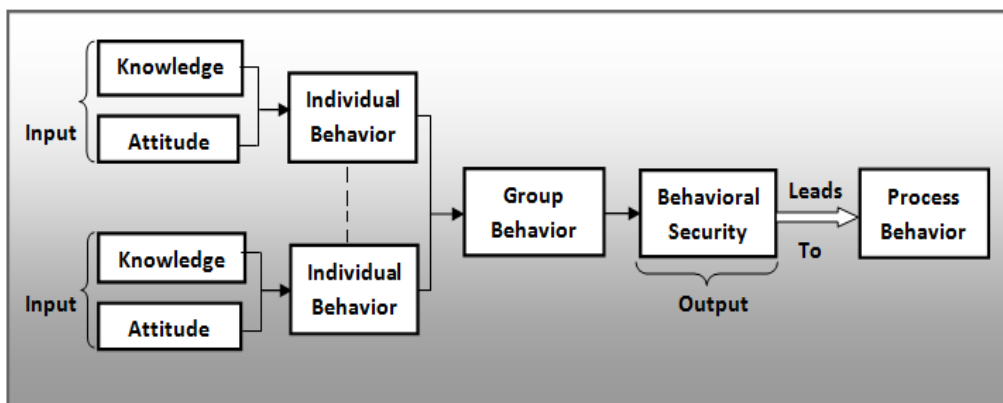 Knowledge
Input
Attitude
Individual
Behavior
Knowledge
Input
Attitude
Individual
Behavior
Group
Behavior
Behavioral
Security
Output
Leads
To
Process
Behavior